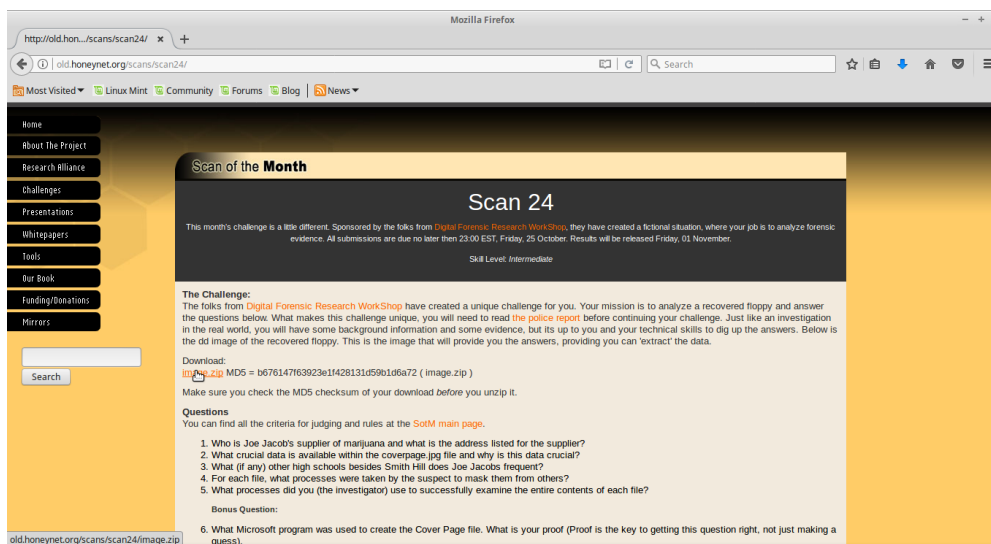 Mozilla Firefox
http://old.hon.../scans/scan24/
old.honeynet.org/scans/scan24/
Search
Most Visited
Linux Mint
Community
Forums
Blog
News
Home
About The Project
Research Alliance
Challenges
Presentations
Whitepapers
Tools
Our Book
Funding/Donations
Mirrors
Search
Scan of the Month
Scan 24
This month's challenge is a little different. Sponsored by the folks from Digital Forensic Research WorkShop, they have created a fictional situation, where your job is to analyze forensic
evidence. All submissions are due no later then 23:00 EST, Friday, 25 October. Results will be released Friday, 01 November.
Skill Level: Intermediate
The Challenge:
The folks from Digital Forensic Research WorkShop have created a unique challenge for you. Your mission is to analyze a recovered floppy and answer
the questions below. What makes this challenge unique, you will need to read the police report before continuing your challenge. Just like an investigation
in the real world, you will have some background information and some evidence, but its up to you and your technical skills to dig up the answers. Below is
the dd image of the recovered floppy. This is the image that will provide you the answers, providing you can 'extract' the data.
Download:
image.zip MD5 = b676147f63923e1f428131d59b1d6a72 ( image.zip )
Make sure you check the MD5 checksum of your download before you unzip it.
Questions
You can find all the criteria for judging and rules at the SotM main page.
1. Who is Joe Jacob's supplier of marijuana and what is the address listed for the supplier?
2. What crucial data is available within the coverpage.jpg file and why is this data crucial?
3. What (if any) other high schools besides Smith Hill does Joe Jacobs frequent?
4. For each file, what processes were taken by the suspect to mask them from others?
5. What processes did you (the investigator) use to successfully examine the entire contents of each file?
Bonus Question:
6. What Microsoft program was used to create the Cover Page file. What is your proof (Proof is the key to getting this question right, not just making a
guess).
old.honeynet.org/scans/scan24/image.zip